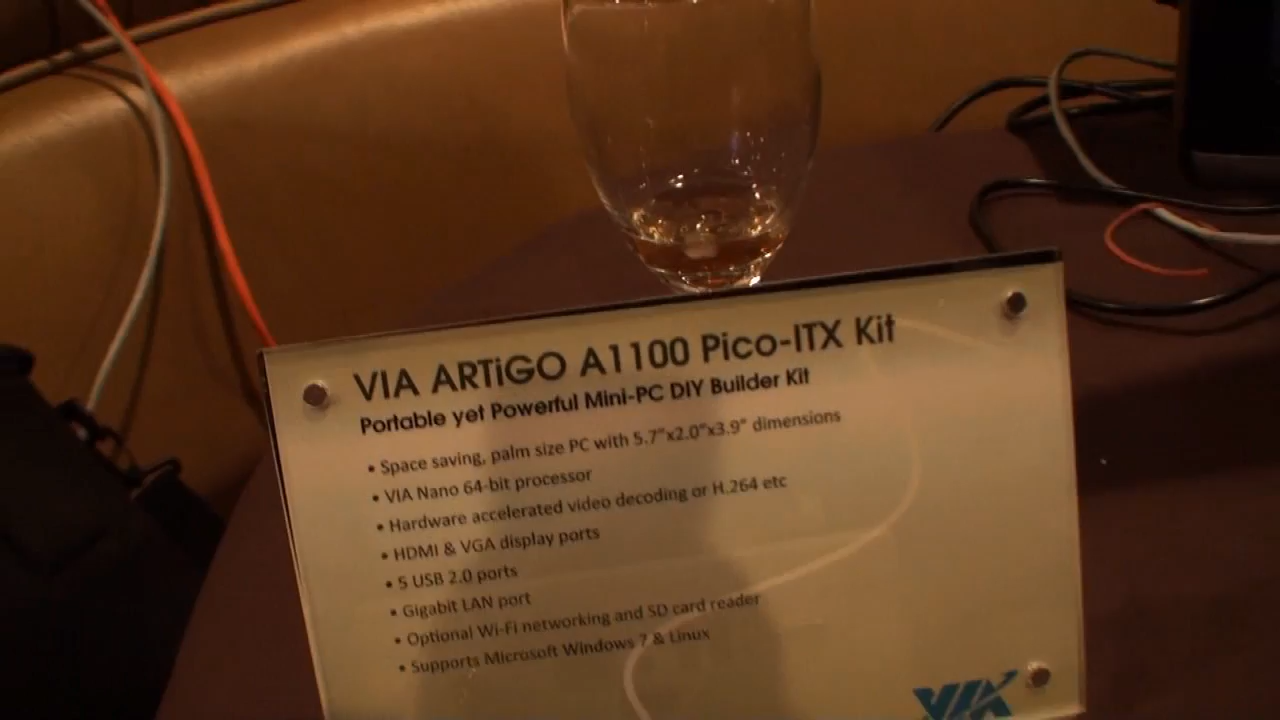 VIA ARTiGO A1100 Pico-ITX Kit
Portable yet Powerful Mini-PC DIY Builder Kit
• Space saving, palm size PC with 5.7"x2.0"x3.9" dimensions
• VIA Nano 64-bit processor
• Hardware accelerated video decoding or H.264 etc
• HDMI & VGA display ports
• 5 USB 2.0 ports
• Gigabit LAN port
• Optional Wi-Fi networking and SD card reader
• Supports Microsoft Windows 7 & Linux
VIA